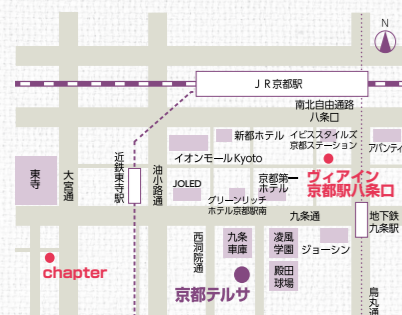 N
JR京都駅
南北自由通路
八条口
新都ホテル
イビススタイルズ
京都ステーション
アバンティ
イオンモールKyoto
ヴィアイン
京都駅八条口
東寺
大宮通
近鉄東寺駅
油小路通
JOLED
京都第一
ホテル
グリーンリッチ
ホテル京都駅南
九条通
地下鉄
九条駅
西洞院通
九条
車庫
凌風
学園
ジョーシン
chapter
殿田
球場
京都テルサ
烏丸通